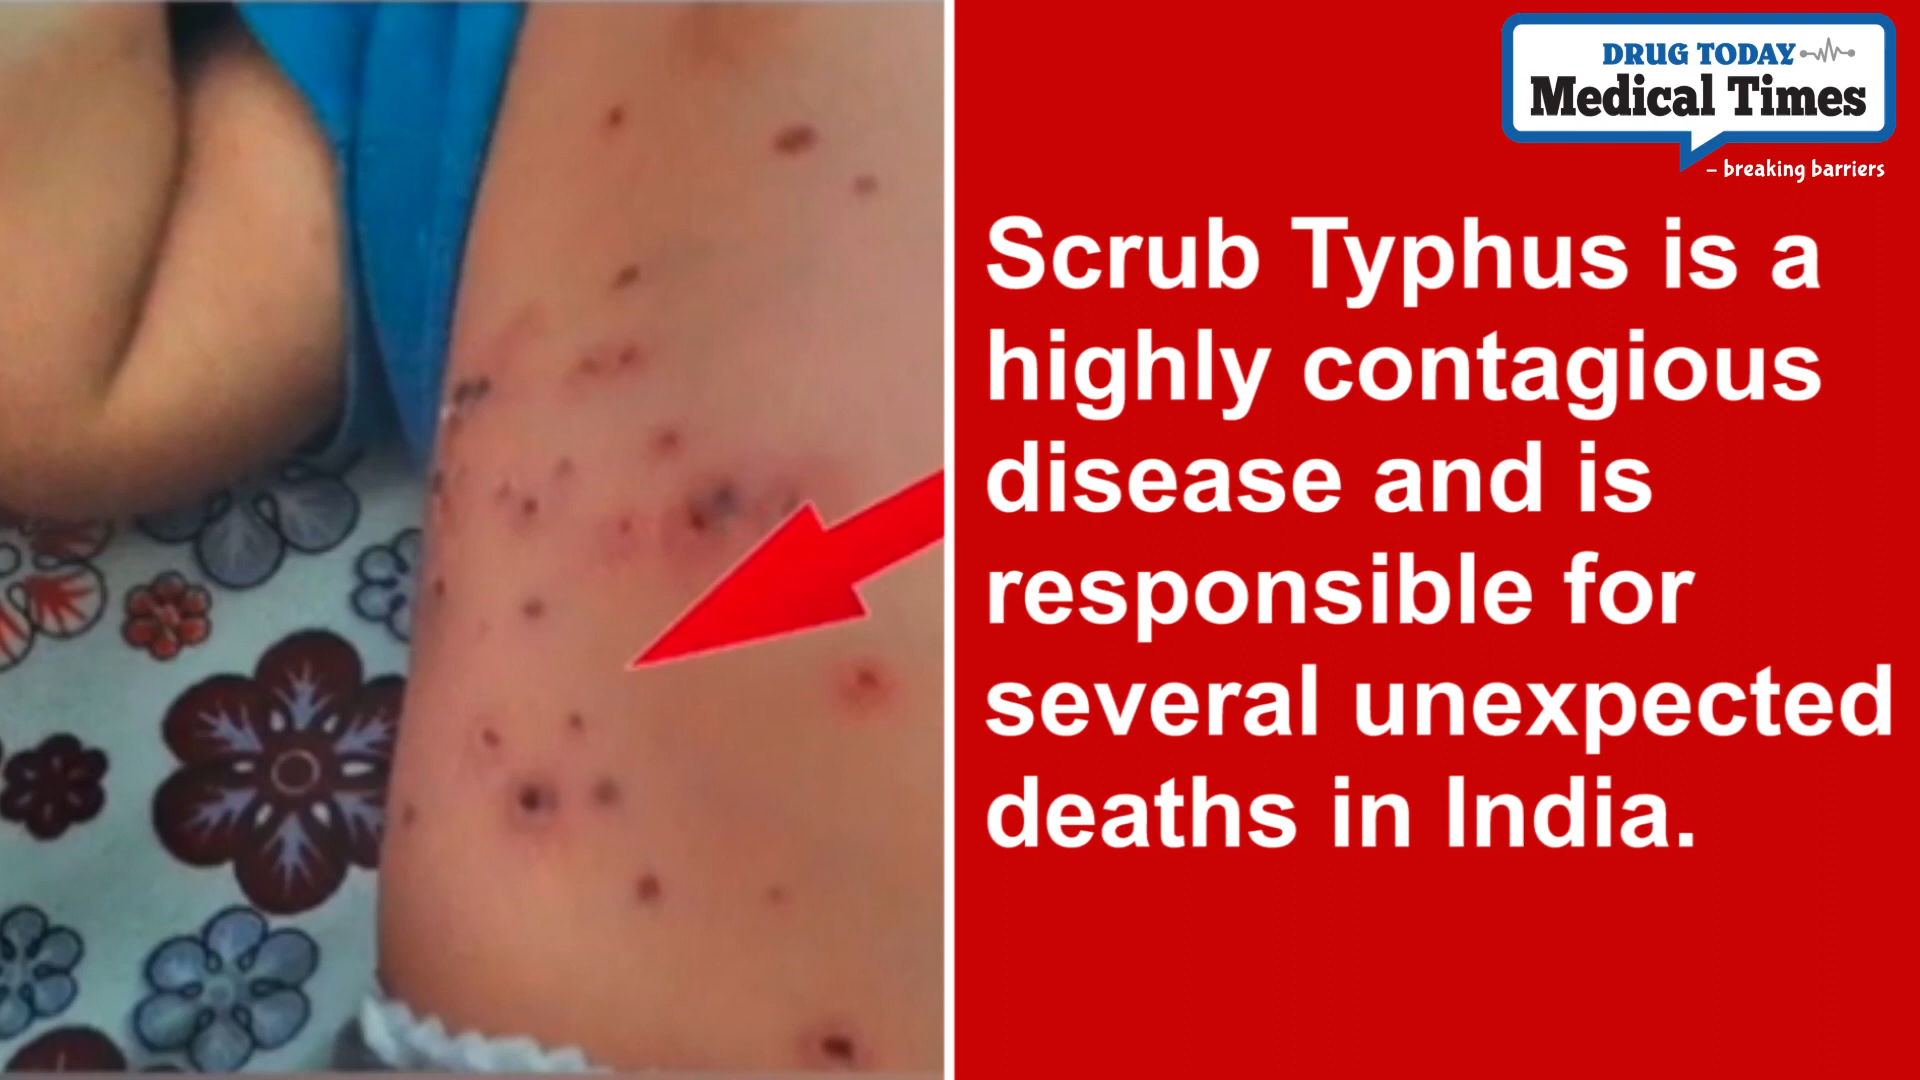 DRUG TODAY
Medical Times
- breaking barriers
Scrub Typhus is a
highly contagious
disease and is
responsible for
several unexpected
deaths in India.